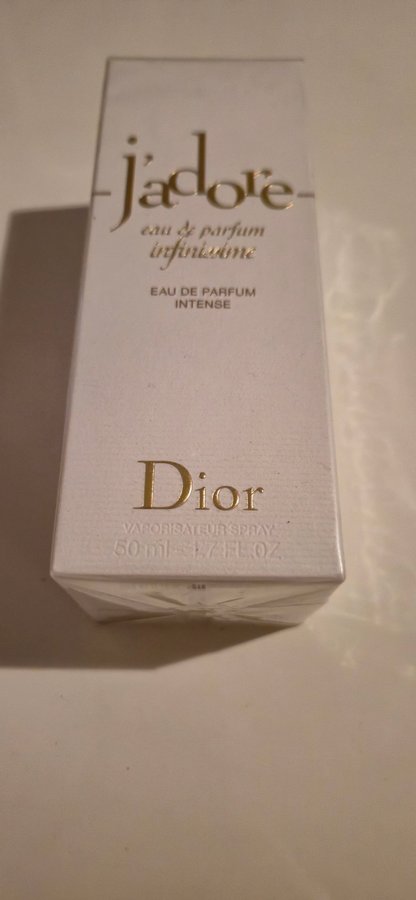 j'adore
eau de parfum
infinissime
EAU DE PARFUM
INTENSE
Dior
VAPORISATEUR SPRAY
50 ml - 1.7 FL.OZ